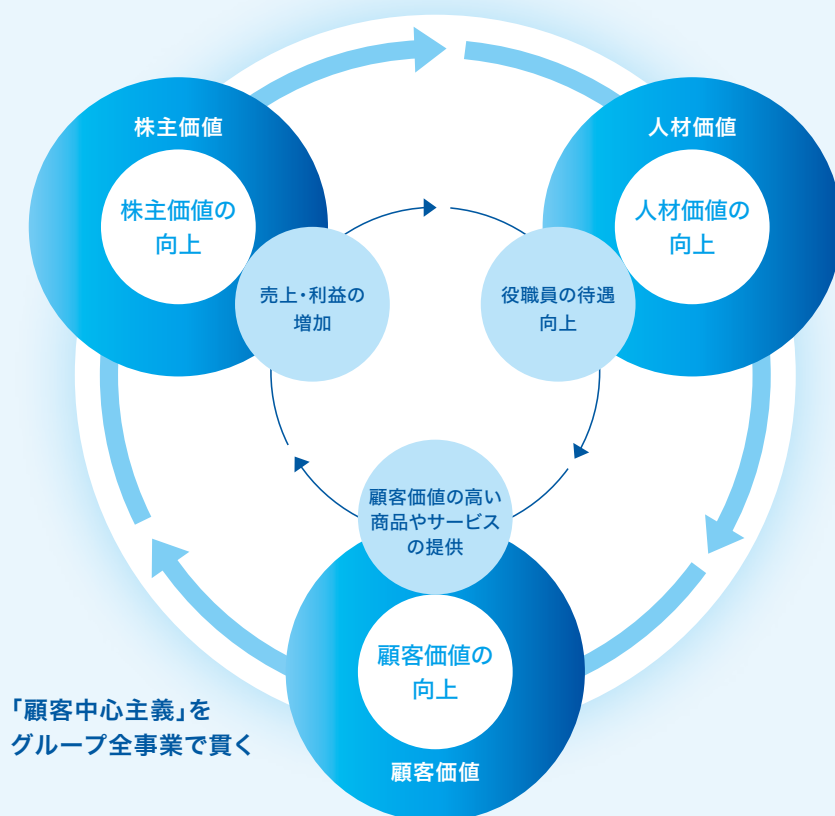 株主価値
株主価値の
向上
売上・利益の
増加
人材価値
人材価値の
向上
役職員の待遇
向上
顧客価値の高い
商品やサービス
の提供
顧客価値の
向上
顧客価値
「顧客中心主義」を
グループ全事業で貫く